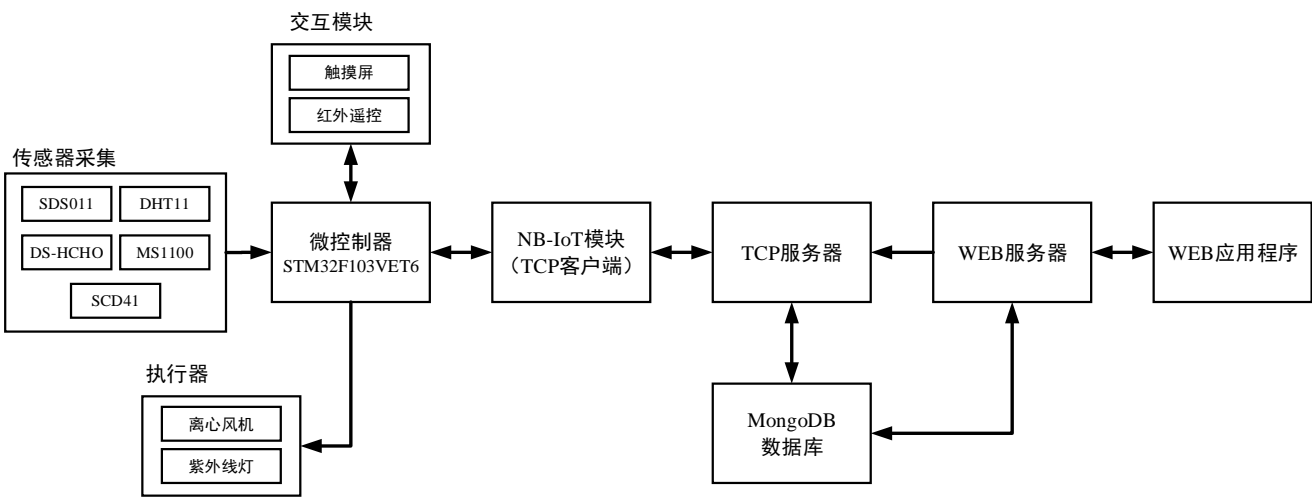 交互模块
触摸屏
红外遥控
传感器采集
SDS011
DHT11
DS-HCHO
MS1100
SCD41
微控制器
STM32F103VET6
NB-IoT模块
（TCP客户端）
TCP服务器
WEB服务器
WEB应用程序
执行器
离心风机
紫外线灯
MongoDB
数据库